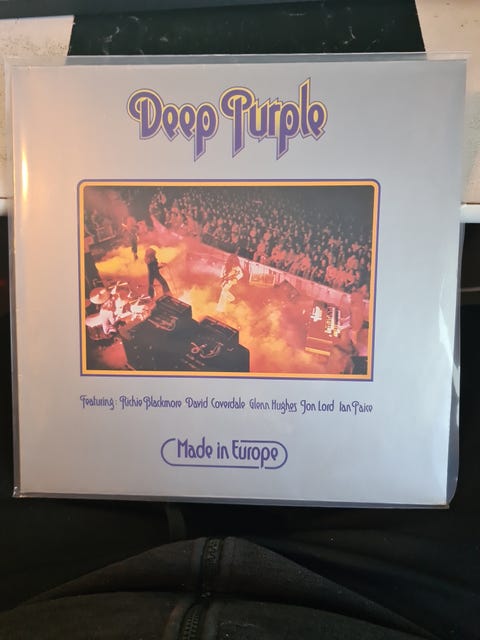 Deep Purple
Featuring: Richie Blackmore David Coverdale Glenn Hughes Jon Lord Ian Paice
Made in Europe